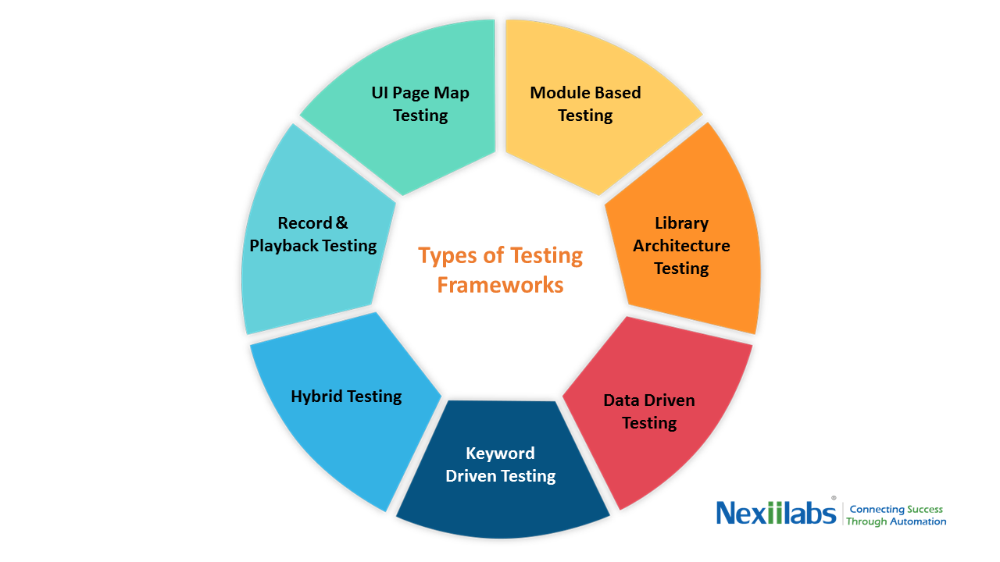 UI Page Map
Testing
Module Based
Testing
Record &
Playback Testing
Library
Architecture
Testing
Types of Testing
Frameworks
Hybrid Testing
Data Driven
Testing
Keyword
Driven Testing
Nexiilabs®
Connecting Success
Through Automation